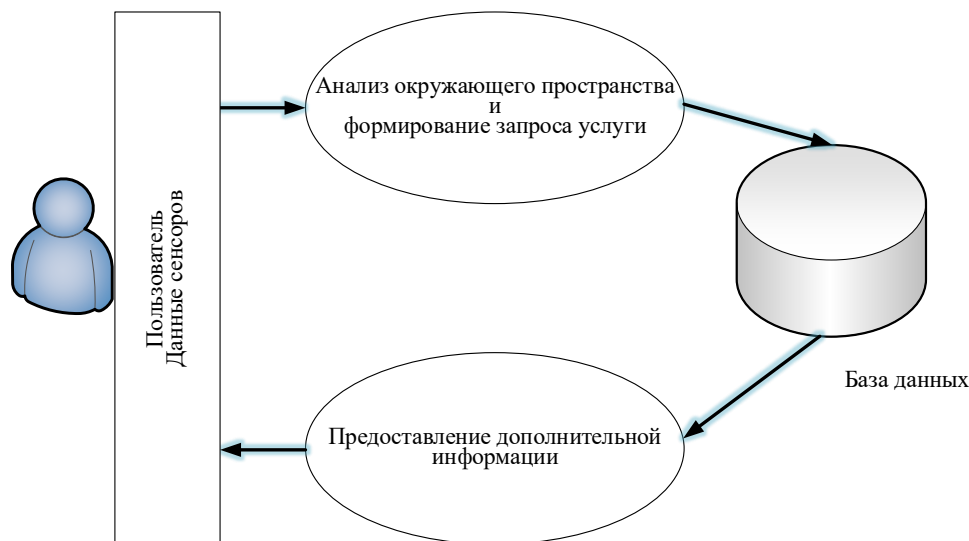 Пользователь
Данные сенсоров
Анализ окружающего пространства
и
формирование запроса услуги
База данных
Предоставление дополнительной
информации